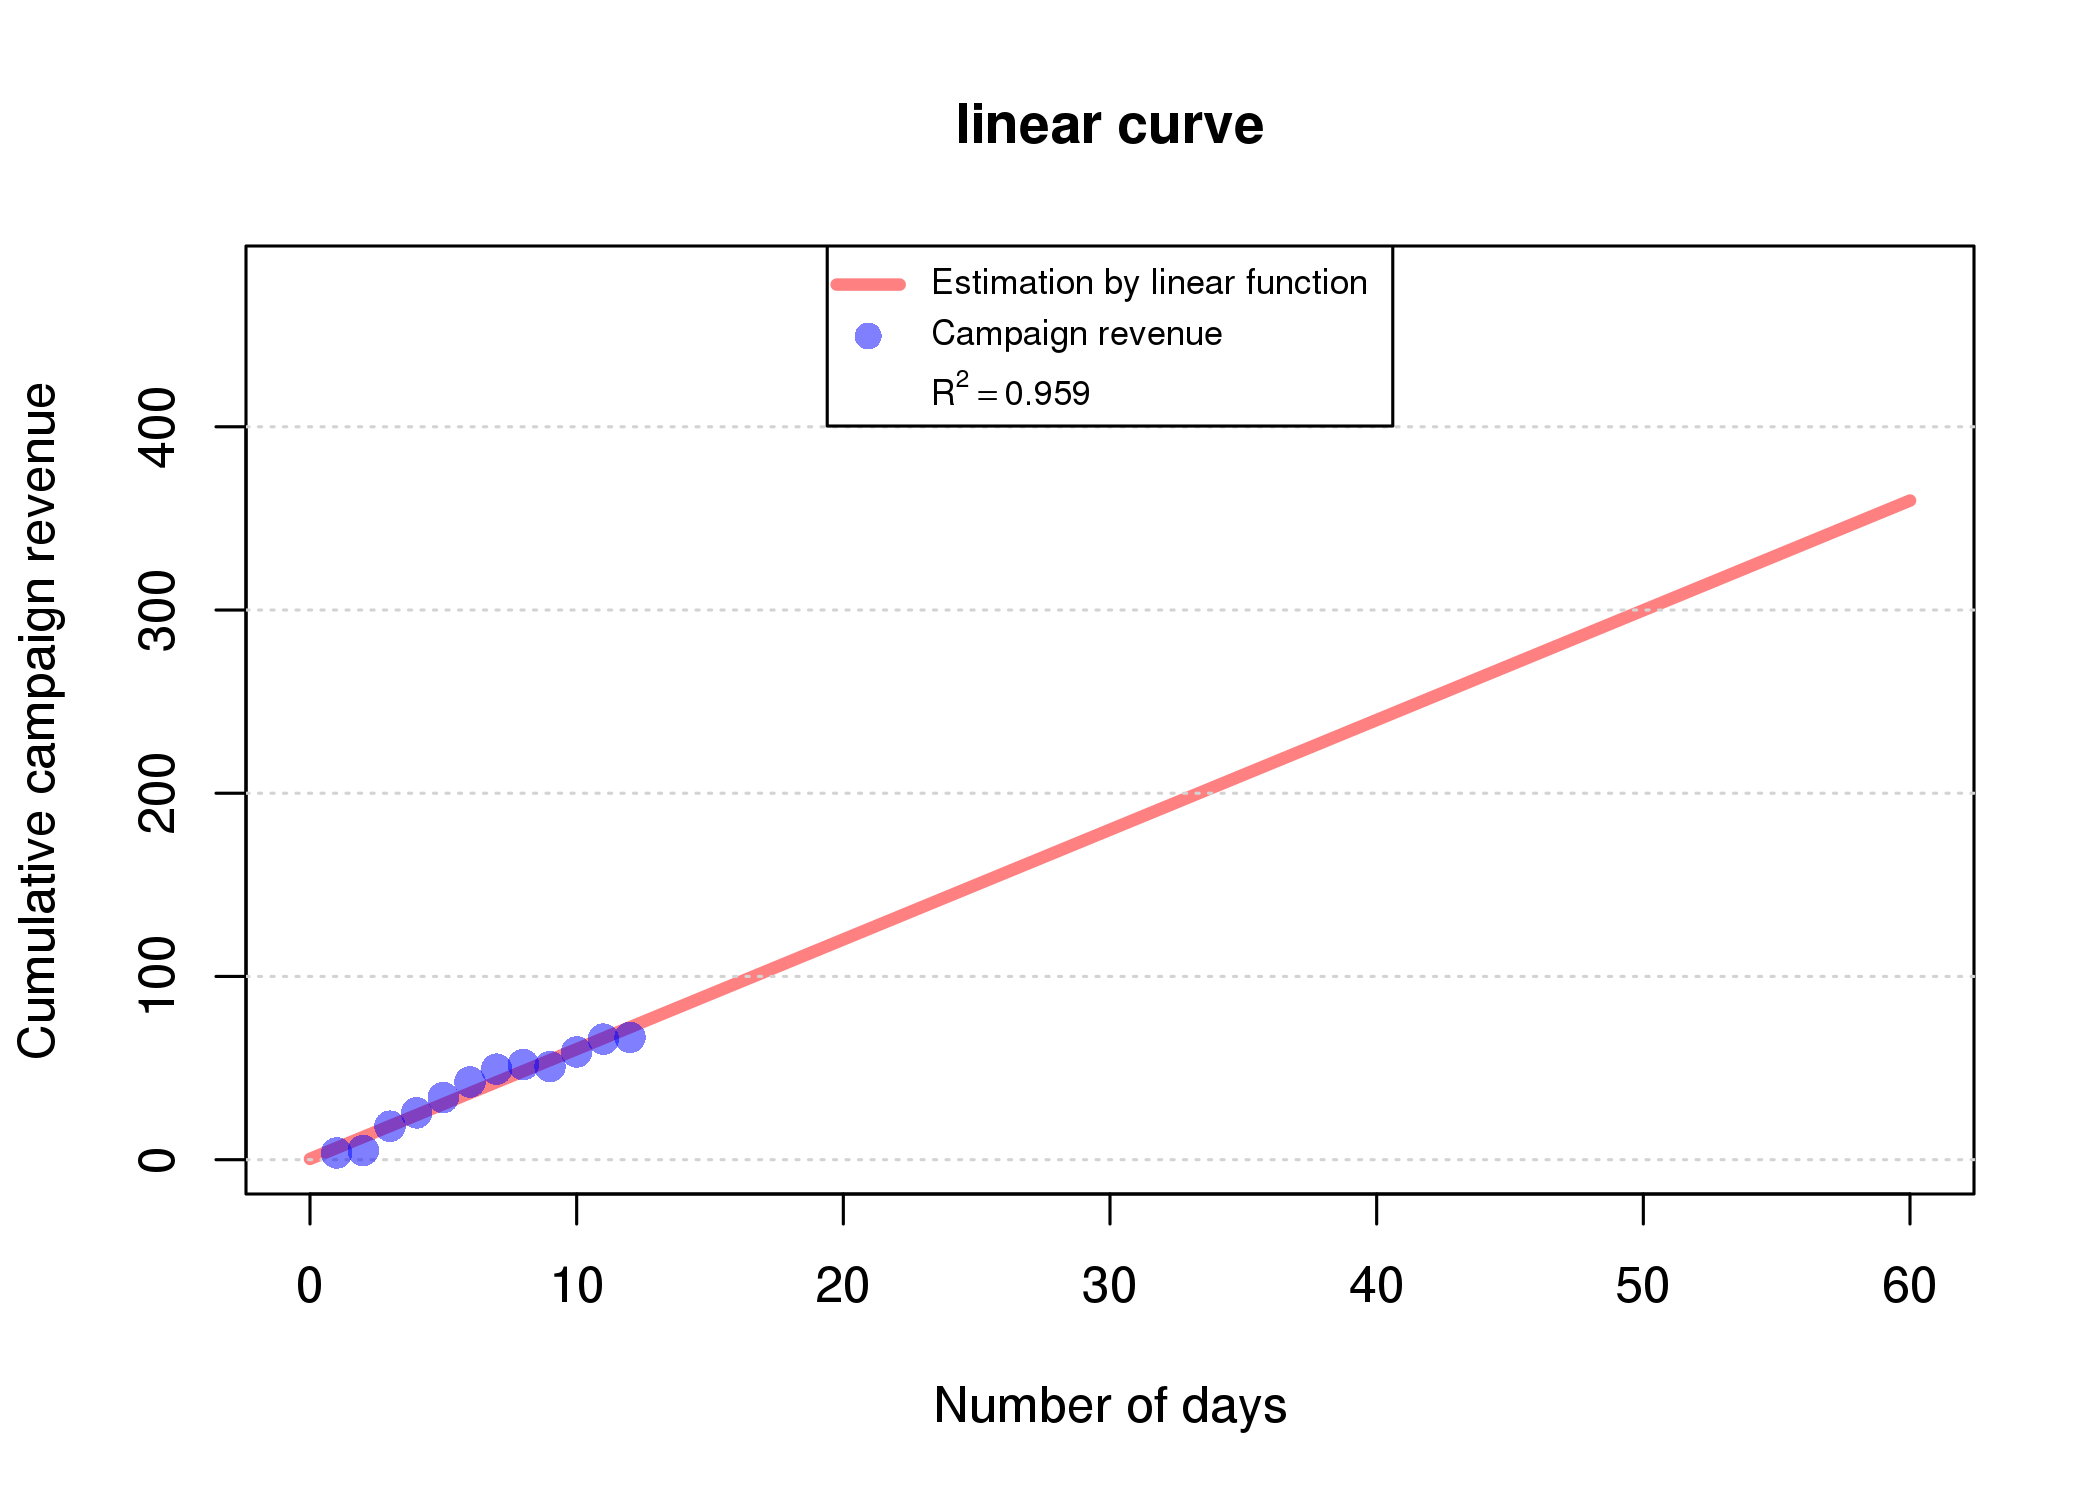 linear curve
Estimation by linear function
Campaign revenue
R² = 0.959
Cumulative campaign revenue
400
300
200
100
0
0 10 20 30 40 50 60
Number of days